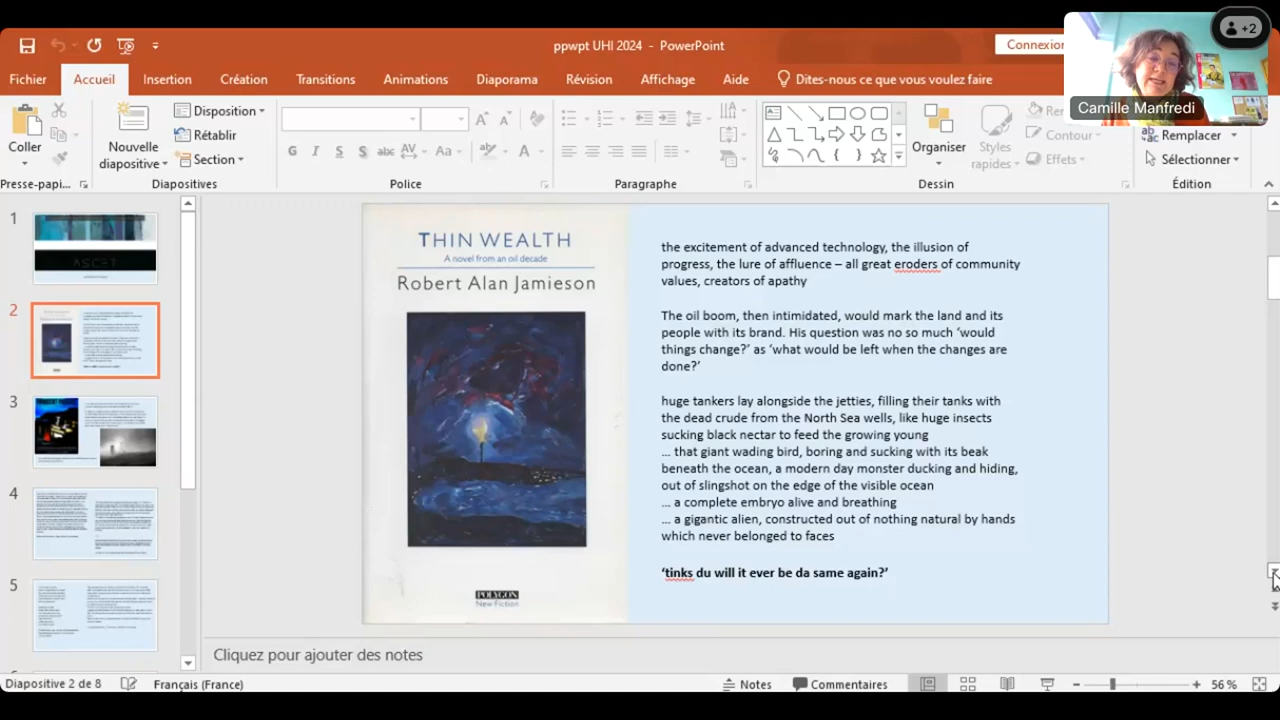 ppwpt UHI 2024 - PowerPoint
Connexion
+2
Camille Manfredi
Fichier
Accueil
Insertion
Création
Transitions
Animations
Diaporama
Révision
Affichage
Aide
Dites-nous ce que vous voulez faire
Coller
Nouvelle
diapositive
Disposition
Rétablir
Section
Organiser
Styles
rapides
Contour
Effets
Remplacer
Sélectionner
Presse-papi...
Diapositives
Police
Paragraphe
Dessin
Édition
1
2
3
4
5
THIN WEALTH
A novel from an oil decade
Robert Alan Jamieson
POLYGON
New Fiction
the excitement of advanced technology, the illusion of
progress, the lure of affluence – all great eroders of community
values, creators of apathy
The oil boom, then intimidated, would mark the land and its
people with its brand. His question was no so much ‘would
things change?’ as ‘what would be left when the changes are
done?’
huge tankers lay alongside the jetties, filling their tanks with
the dead crude from the North Sea wells, like huge insects
sucking black nectar to feed the growing young
… that giant wading bird, boring and sucking with its beak
beneath the ocean, a modern day monster ducking and hiding,
out of slingshot on the edge of the visible ocean
… a complete embryo alive and breathing
… a gigantic alien, constructed out of nothing natural by hands
which never belonged to faces
‘tinks du will it ever be da same again?’
Cliquez pour ajouter des notes
Diapositive 2 de 8
Français (France)
Notes
Commentaires
56 %